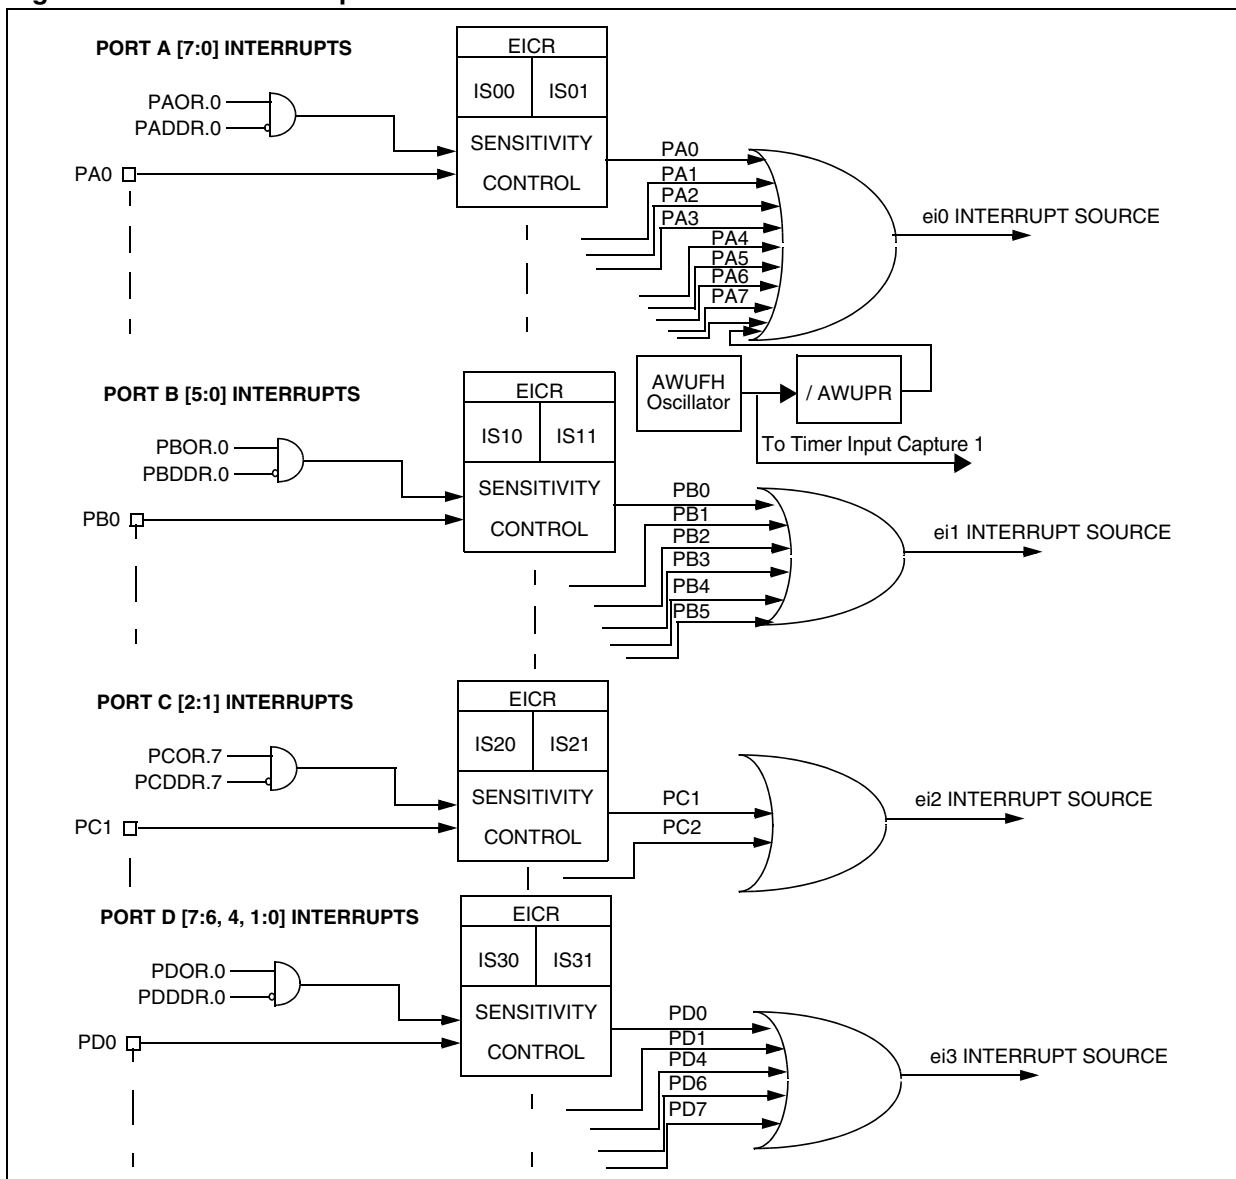 PORT A [7:0] INTERRUPTS
EICR
IS00 IS01
PAOR.0
PADDR.0
SENSITIVITY
CONTROL
PA0
PA0
PA1
PA2
PA3
PA4
PA5
PA6
PA7
ei0 INTERRUPT SOURCE
AWUFH
Oscillator
/ AWUPR
To Timer Input Capture 1
PORT B [5:0] INTERRUPTS
EICR
IS10 IS11
PBOR.0
PBDDR.0
SENSITIVITY
CONTROL
PB0
PB0
PB1
PB2
PB3
PB4
PB5
ei1 INTERRUPT SOURCE
PORT C [2:1] INTERRUPTS
EICR
IS20 IS21
PCOR.7
PCDDR.7
SENSITIVITY
CONTROL
PC1
PC1
PC2
ei2 INTERRUPT SOURCE
PORT D [7:6, 4, 1:0] INTERRUPTS
EICR
IS30 IS31
PDOR.0
PDDDR.0
SENSITIVITY
CONTROL
PD0
PD0
PD1
PD4
PD6
PD7
ei3 INTERRUPT SOURCE